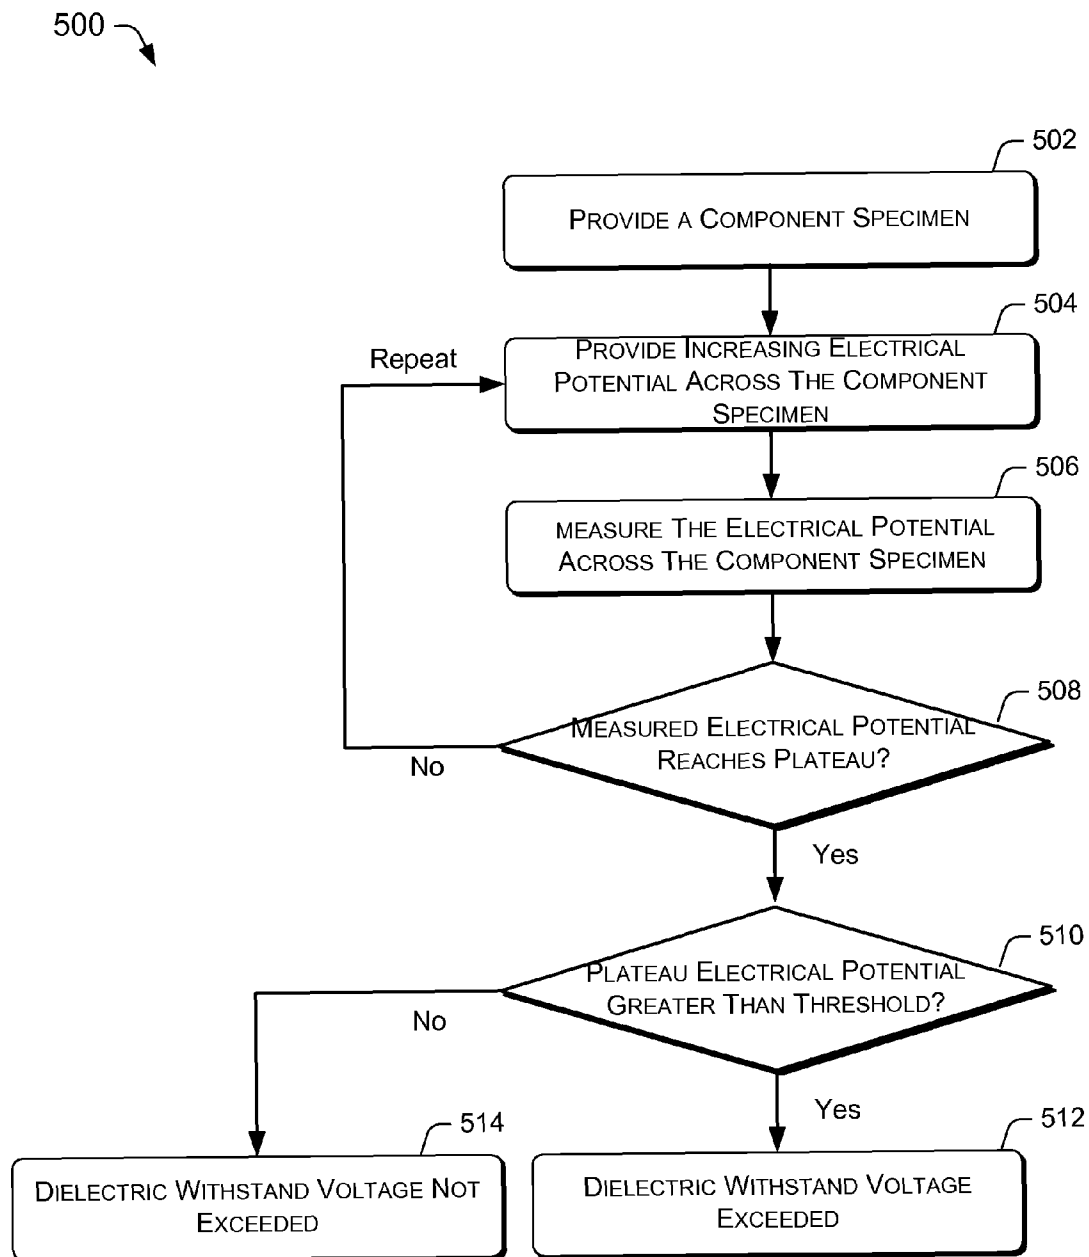 500
502
PROVIDE A COMPONENT SPECIMEN
504
Repeat
PROVIDE INCREASING ELECTRICAL
POTENTIAL ACROSS THE COMPONENT
SPECIMEN
506
MEASURE THE ELECTRICAL POTENTIAL
ACROSS THE COMPONENT SPECIMEN
508
MEASURED ELECTRICAL POTENTIAL
REACHES PLATEAU?
No
Yes
510
PLATEAU ELECTRICAL POTENTIAL
GREATER THAN THRESHOLD?
No
Yes
514
512
DIELECTRIC WITHSTAND VOLTAGE NOT
EXCEEDED
DIELECTRIC WITHSTAND VOLTAGE
EXCEEDED